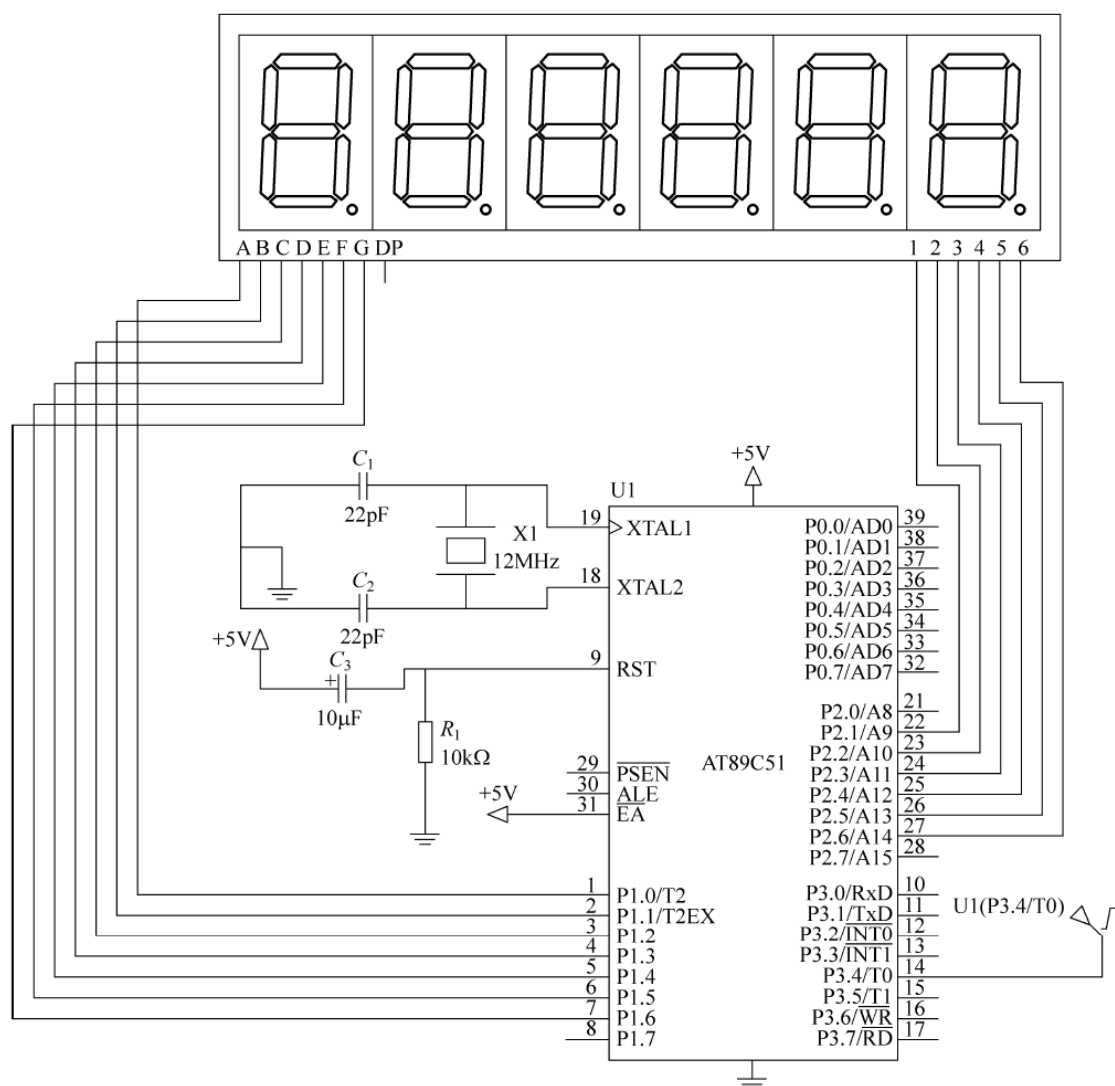 A B C D E F G DP
1 2 3 4 5 6
C1
22pF
X1
12MHz
C2
22pF
+5V
C3
+
10μF
R1
10kΩ
+5V
+5V
U1
AT89C51
19 XTAL1
18 XTAL2
9 RST
29 PSEN
30 ALE
31 EA
1 P1.0/T2
2 P1.1/T2EX
3 P1.2
4 P1.3
5 P1.4
6 P1.5
7 P1.6
8 P1.7
P0.0/AD0 39
P0.1/AD1 38
P0.2/AD2 37
P0.3/AD3 36
P0.4/AD4 35
P0.5/AD5 34
P0.6/AD6 33
P0.7/AD7 32
P2.0/A8 21
P2.1/A9 22
P2.2/A10 23
P2.3/A11 24
P2.4/A12 25
P2.5/A13 26
P2.6/A14 27
P2.7/A15 28
P3.0/RxD 10
P3.1/TxD 11
P3.2/INT0 12
P3.3/INT1 13
P3.4/T0 14
P3.5/T1 15
P3.6/WR 16
P3.7/RD 17
U1(P3.4/T0)